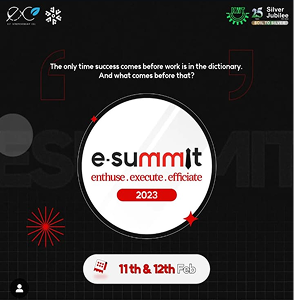 Silver
Jubilee
The only time success comes before work is in the dictionary.
And what comes before that?
e·summit
enthuse . execute . efficiate
2023
11th & 12th Feb